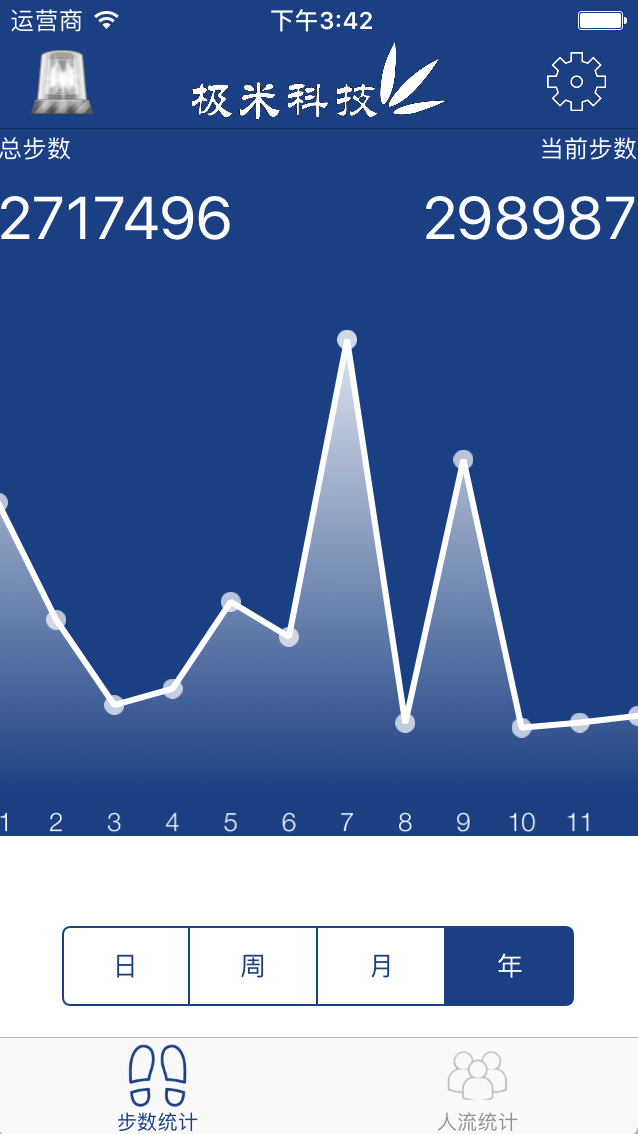 运营商 下午3:42
极米科技
总步数 当前步数
2717496 298987
1 2 3 4 5 6 7 8 9 10 11
日 周 月 年
步数统计 人流统计